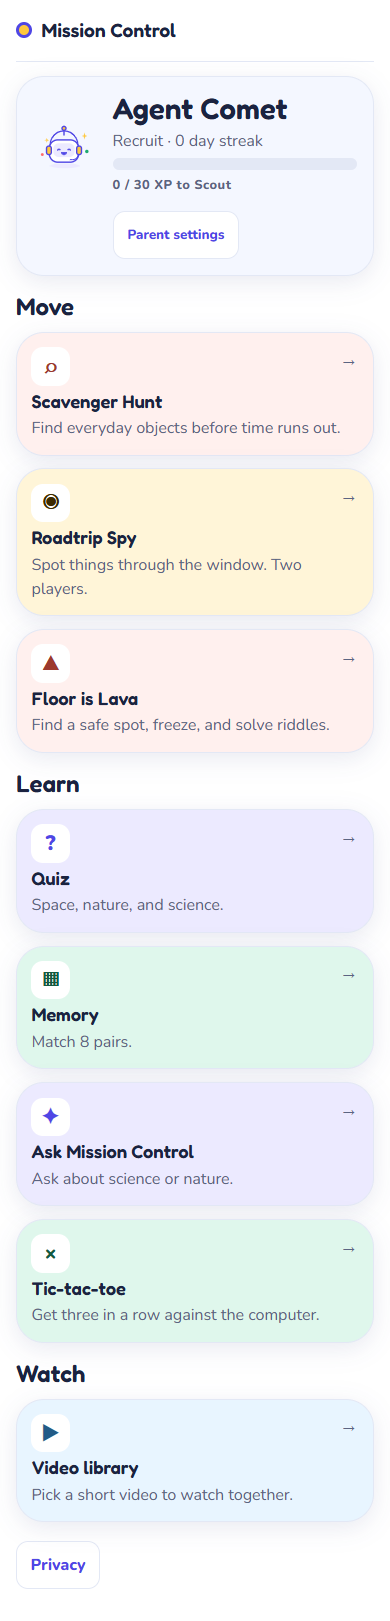 Mission Control
Agent Comet
Recruit · 0 day streak
0 / 30 XP to Scout
Parent settings
Move
→
Scavenger Hunt
Find everyday objects before time runs out.
→
Roadtrip Spy
Spot things through the window. Two
players.
→
Floor is Lava
Find a safe spot, freeze, and solve riddles.
Learn
? →
Quiz
Space, nature, and science.
→
Memory
Match 8 pairs.
→
Ask Mission Control
Ask about science or nature.
× →
Tic-tac-toe
Get three in a row against the computer.
Watch
→
Video library
Pick a short video to watch together.
Privacy